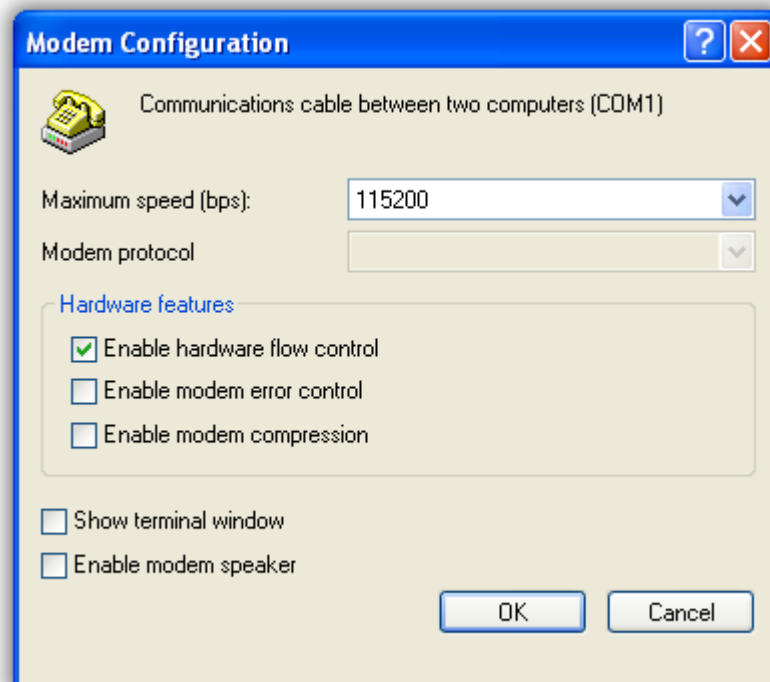 Modem Configuration
?
Communications cable between two computers (COM1)
Maximum speed (bps): 115200
Modem protocol
Hardware features
Enable hardware flow control
Enable modem error control
Enable modem compression
Show terminal window
Enable modem speaker
OK Cancel